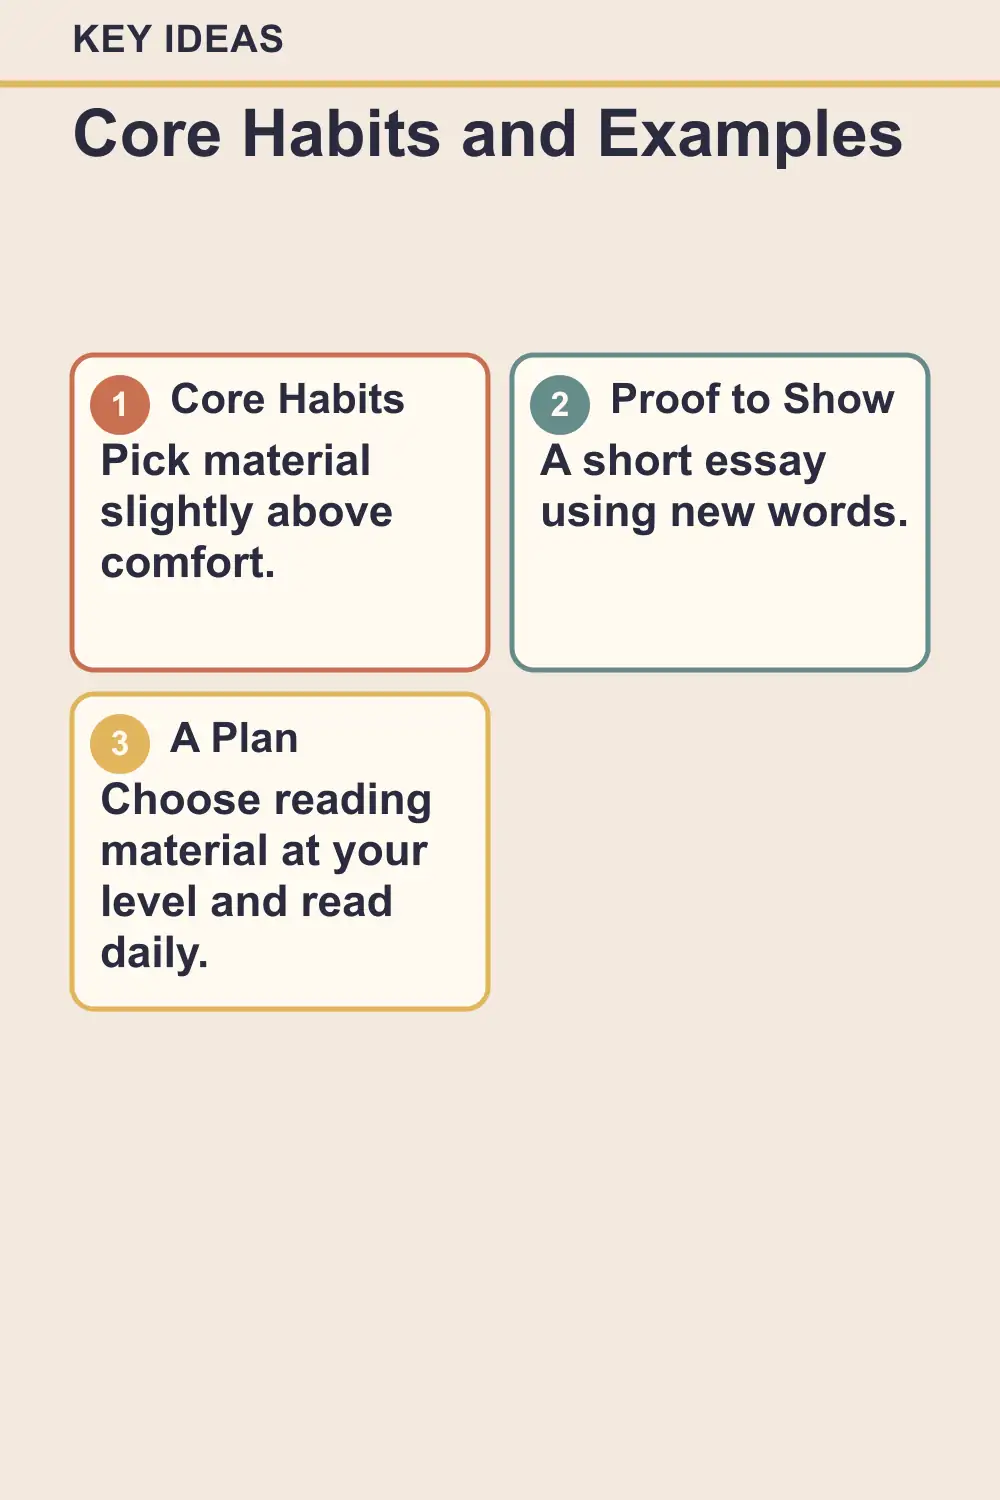 KEY IDEAS
Core Habits and Examples
1 Core Habits
Pick material
slightly above
comfort.
2 Proof to Show
A short essay
using new words.
3 A Plan
Choose reading
material at your
level and read
daily.